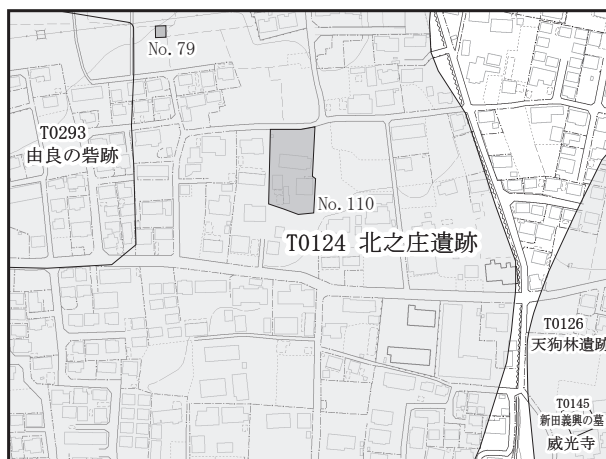 No. 79
T0293
由良の砦跡
No. 110
T0124 北之庄遺跡
T0126
天狗林遺跡
T0145
新田義興の墓
威光寺